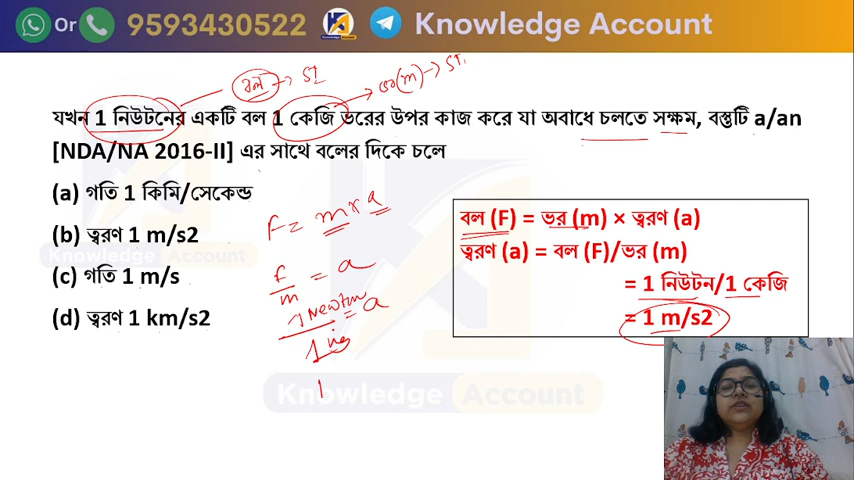 Or 9593430522 Knowledge Account
বল → SI
ভর(m) → SI
যখন 1 নিউটনের একটি বল 1 কেজি ভরের উপর কাজ করে যা অবাধে চলতে সক্ষম, বস্তুটি a/an
[NDA/NA 2016-II] এর সাথে বলের দিকে চলে
(a) গতি 1 কিমি/সেকেন্ড
(b) ত্বরণ 1 m/s2
(c) গতি 1 m/s
(d) ত্বরণ 1 km/s2
F = m x a
F/m = a
1 Newton / 1 kg = a
1
বল (F) = ভর (m) × ত্বরণ (a)
ত্বরণ (a) = বল (F)/ভর (m)
= 1 নিউটন/1 কেজি
= 1 m/s2
Knowledge Account